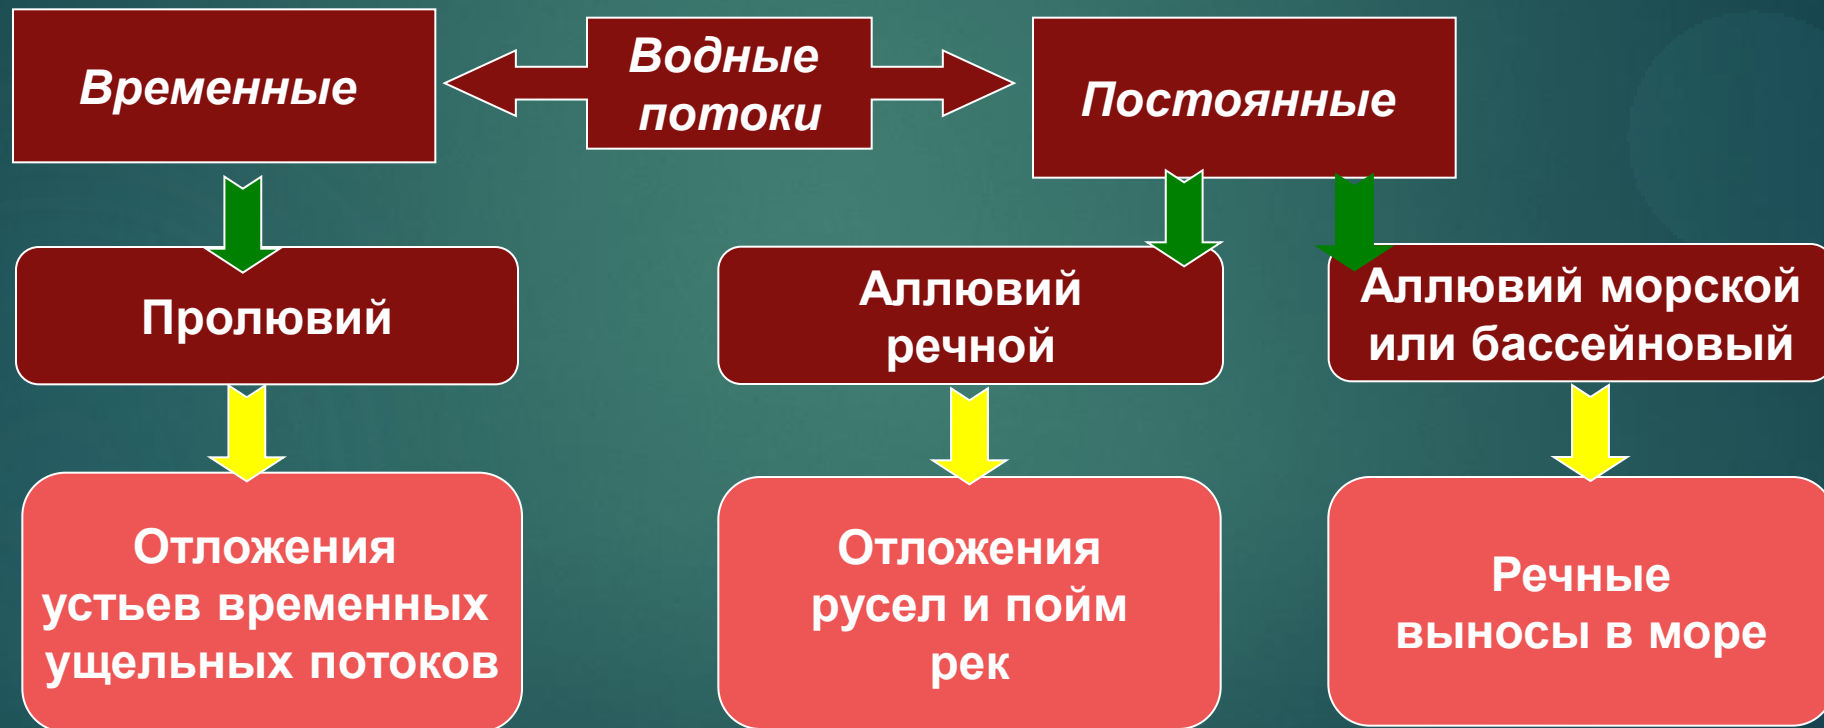 Временные
Водные
потоки
Постоянные
Пролювий
Аллювий
речной
Аллювий морской
или бассейновый
Отложения
устьев временных
ущельных потоков
Отложения
русел и пойм
рек
Речные
выносы в море